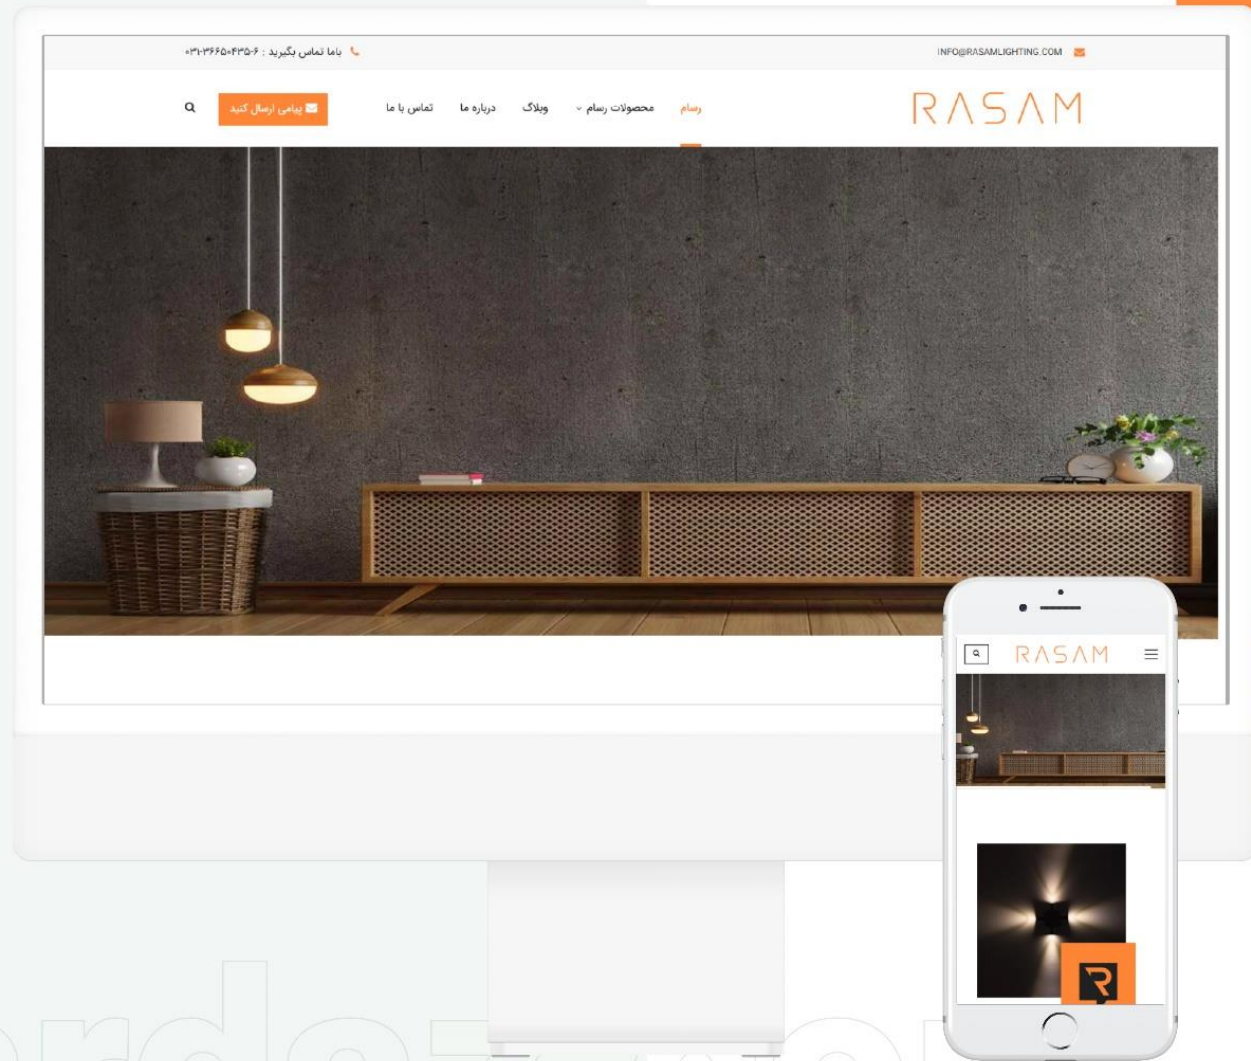 باما تماس بگیرید : ۰۳۱-۳۶۶۵۰۴۳۵-۶
INFO@RASAMLIGHTING.COM
RASAM
رسام
محصولات رسام
وبلاگ
درباره ما
تماس با ما
پیامی ارسال کنید
RASAM